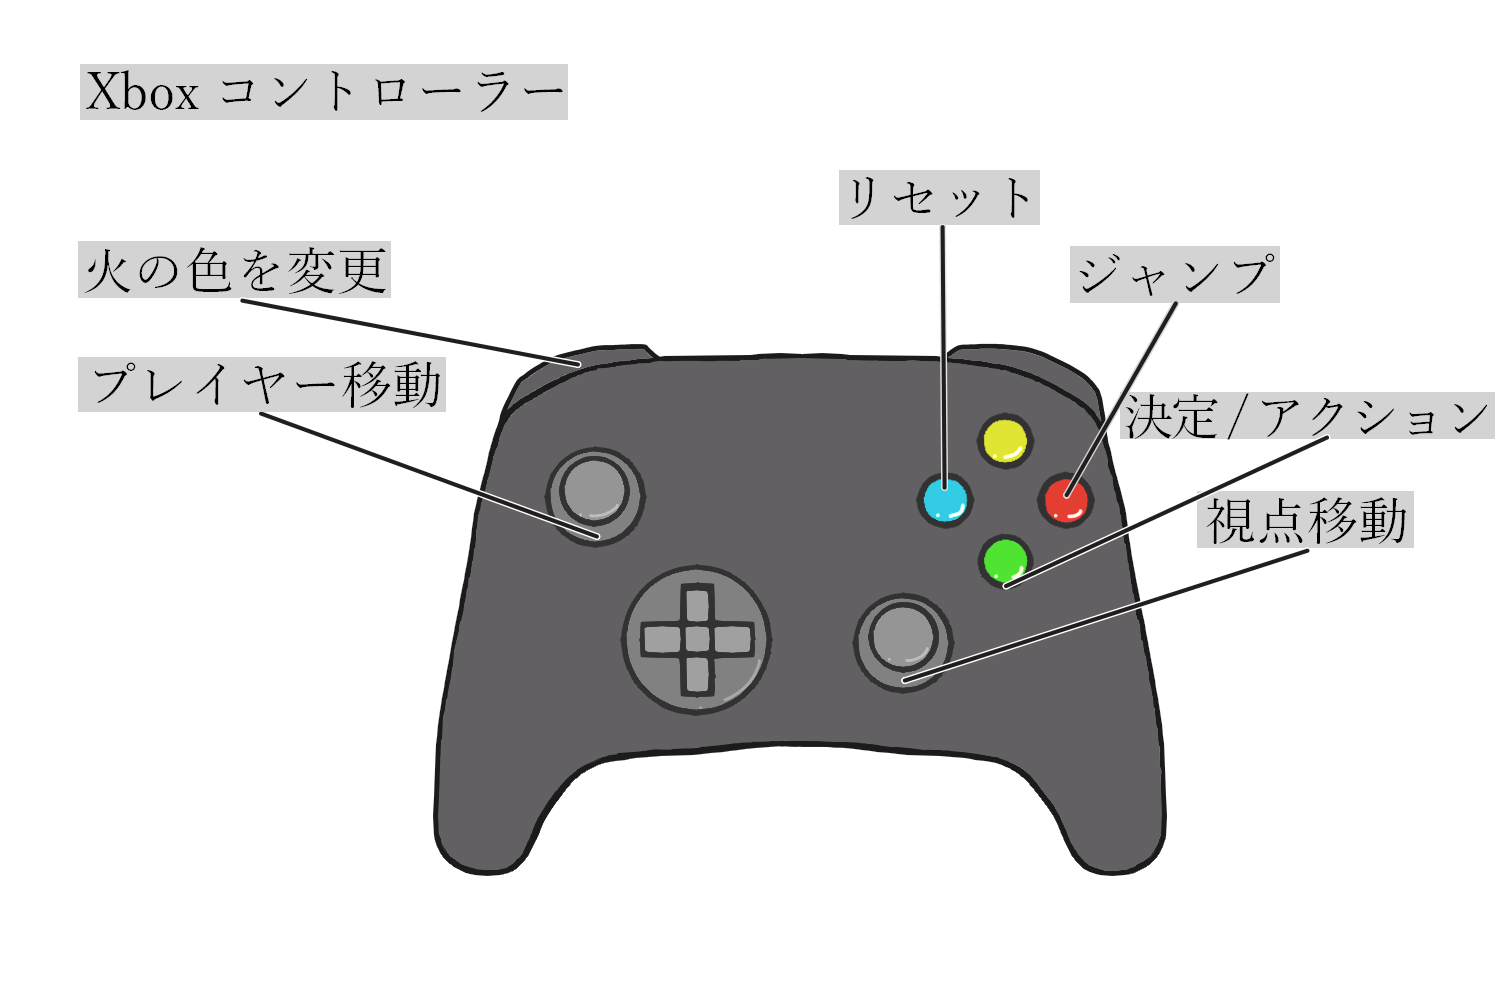 Xbox コントローラー
リセット
火の色を変更
ジャンプ
プレイヤー移動
決定/アクション
視点移動